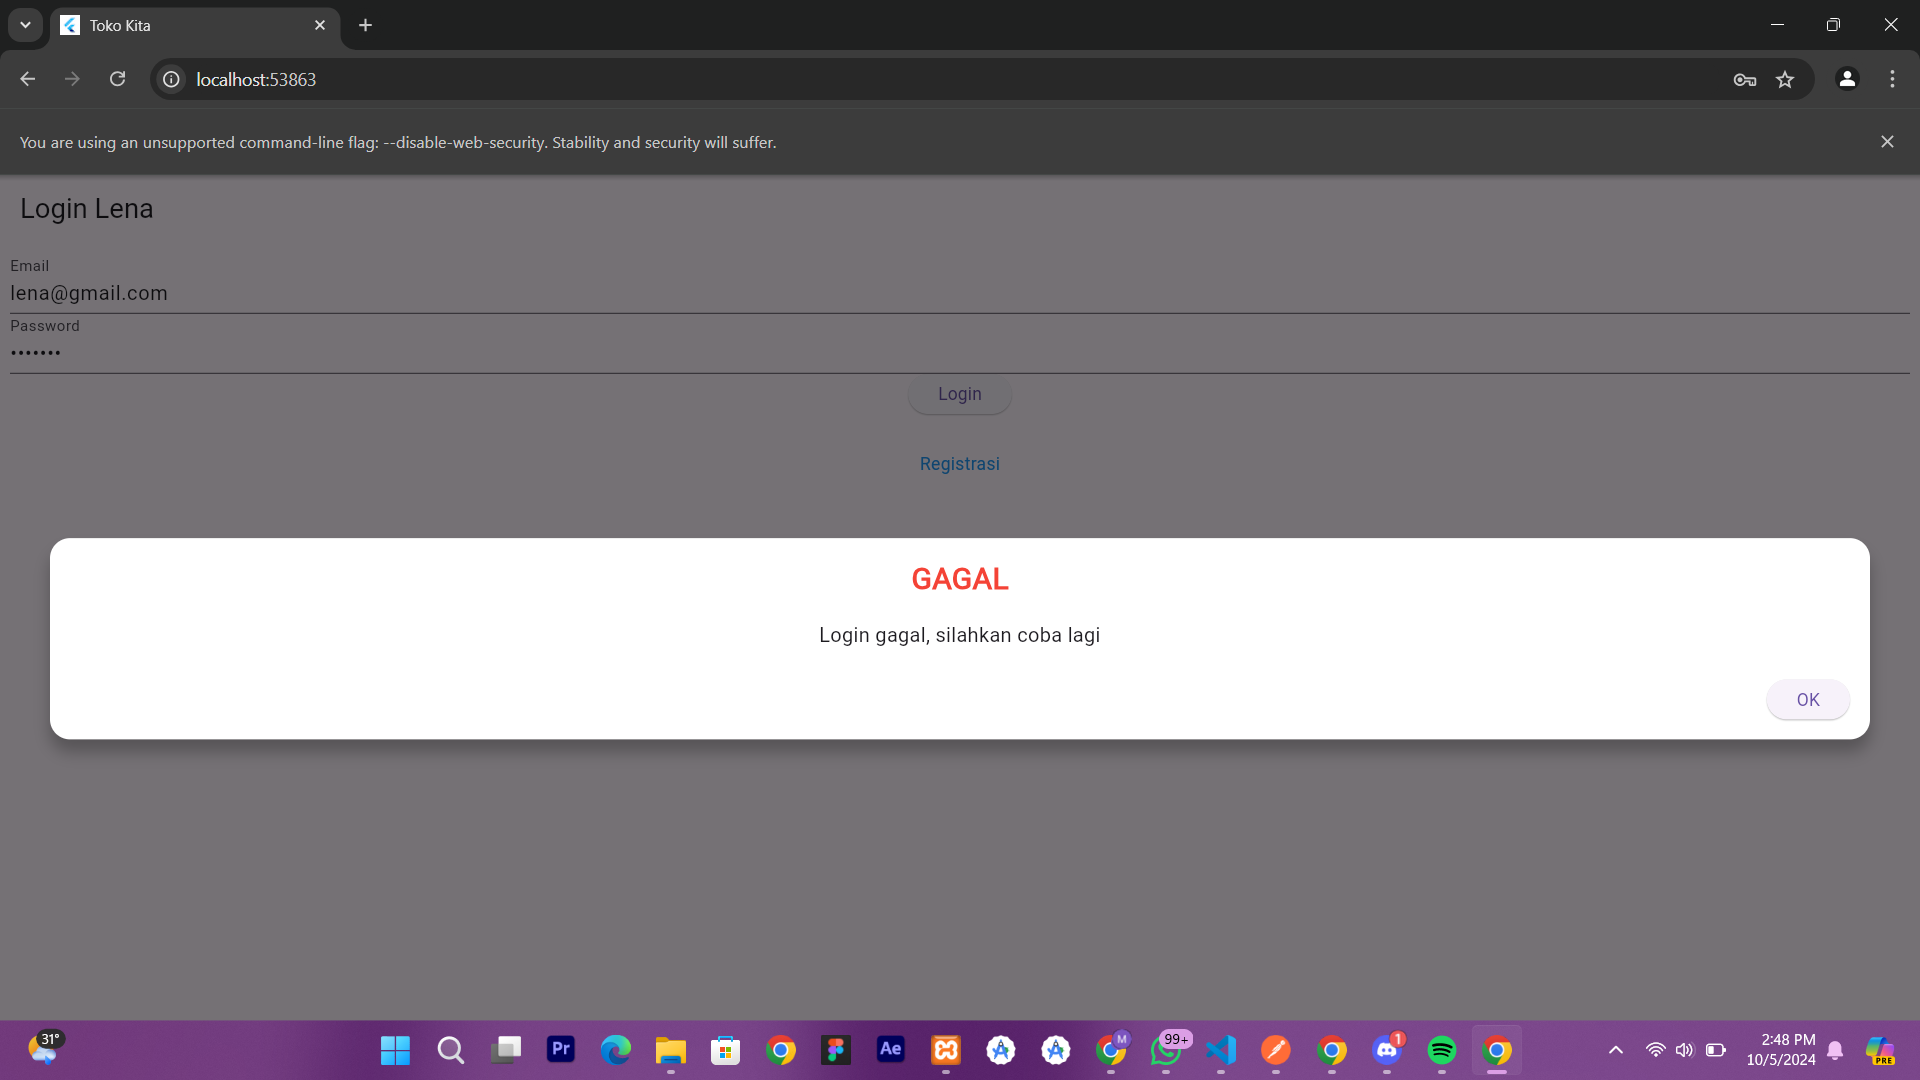 Toko Kita
localhost:53863
You are using an unsupported command-line flag: --disable-web-security. Stability and security will suffer.
Login Lena
Email
lena@gmail.com
Password
•••••••
Login
Registrasi
GAGAL
Login gagal, silahkan coba lagi
OK
31°
Pr
Ae
M
99+
1
2:48 PM
10/5/2024
PRE